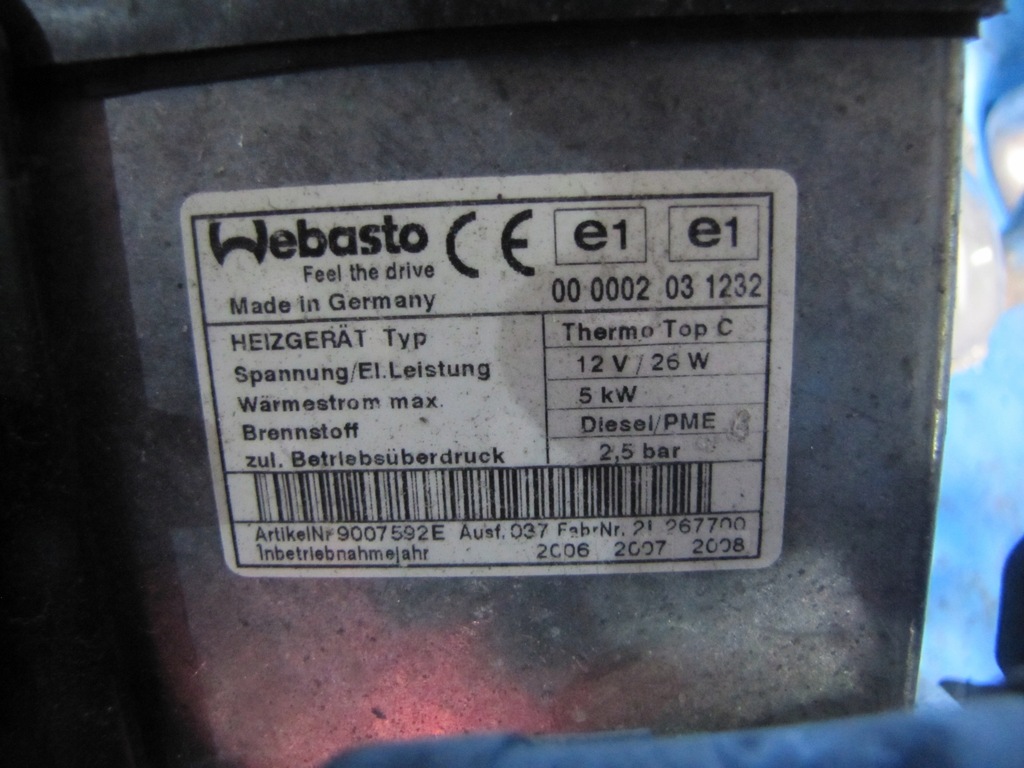 Webasto CE e1 e1
Feel the drive
Made in Germany 00 0002 03 1232
HEIZGERÄT Typ Thermo Top C
Spannung/El.Leistung 12 V / 26 W
Wärmestrom max. 5 kW
Brennstoff Diesel/PME
zul. Betriebsüberdruck 2,5 bar
ArtikelNr 9007592E Ausf. 037 FabrNr. 267700
Inbetriebnahmejahr 2006 2007 2008